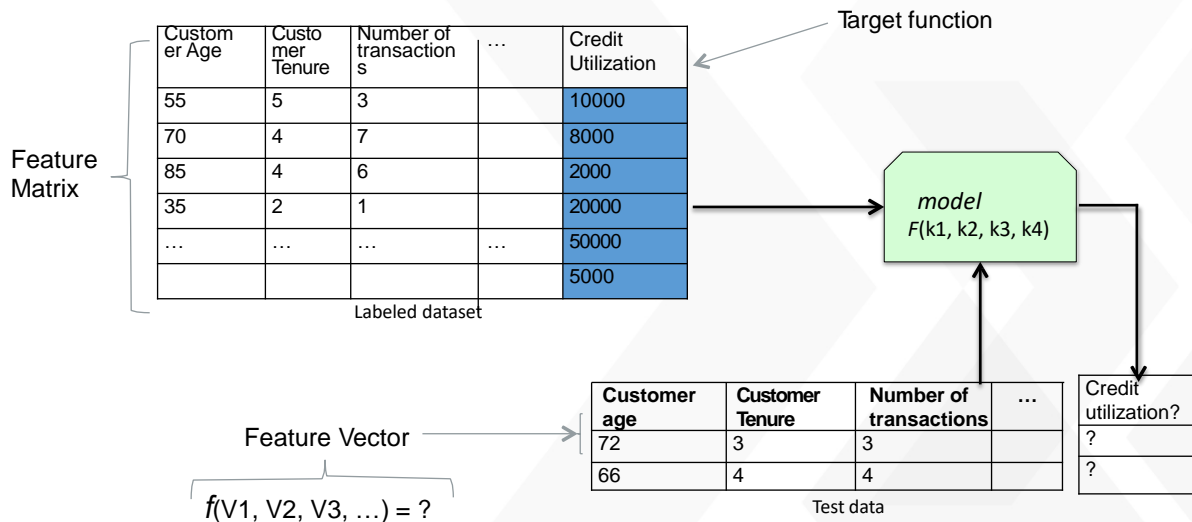 Target function
Custom
er Age
Custo
mer
Tenure
Number of
transaction
s
…
Credit
Utilization
55 5 3 10000
70 4 7 8000
85 4 6 2000
35 2 1 20000
… … … … 50000
5000
Labeled dataset
Feature
Matrix
model
F(k1, k2, k3, k4)
Customer
age
Customer
Tenure
Number of
transactions
…
72 3 3
66 4 4
Test data
Credit
utilization?
?
?
Feature Vector
f(V1, V2, V3, …) = ?